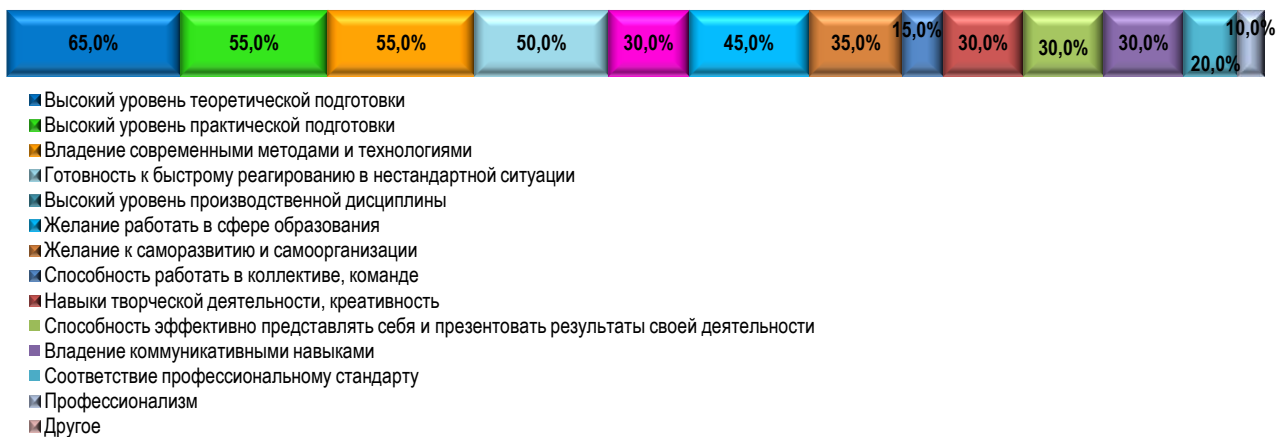 65,0% 55,0% 55,0% 50,0% 30,0% 45,0% 35,0% 15,0% 30,0% 30,0% 30,0% 20,0% 10,0%
Высокий уровень теоретической подготовки
Высокий уровень практической подготовки
Владение современными методами и технологиями
Готовность к быстрому реагированию в нестандартной ситуации
Высокий уровень производственной дисциплины
Желание работать в сфере образования
Желание к саморазвитию и самоорганизации
Способность работать в коллективе, команде
Навыки творческой деятельности, креативность
Способность эффективно представлять себя и презентовать результаты своей деятельности
Владение коммуникативными навыками
Соответствие профессиональному стандарту
Профессионализм
Другое